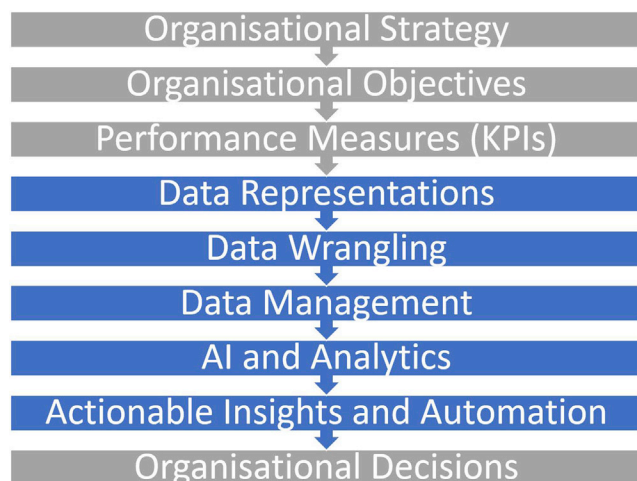 Organisational Strategy
Organisational Objectives
Performance Measures (KPIs)
Data Representations
Data Wrangling
Data Management
AI and Analytics
Actionable Insights and Automation
Organisational Decisions